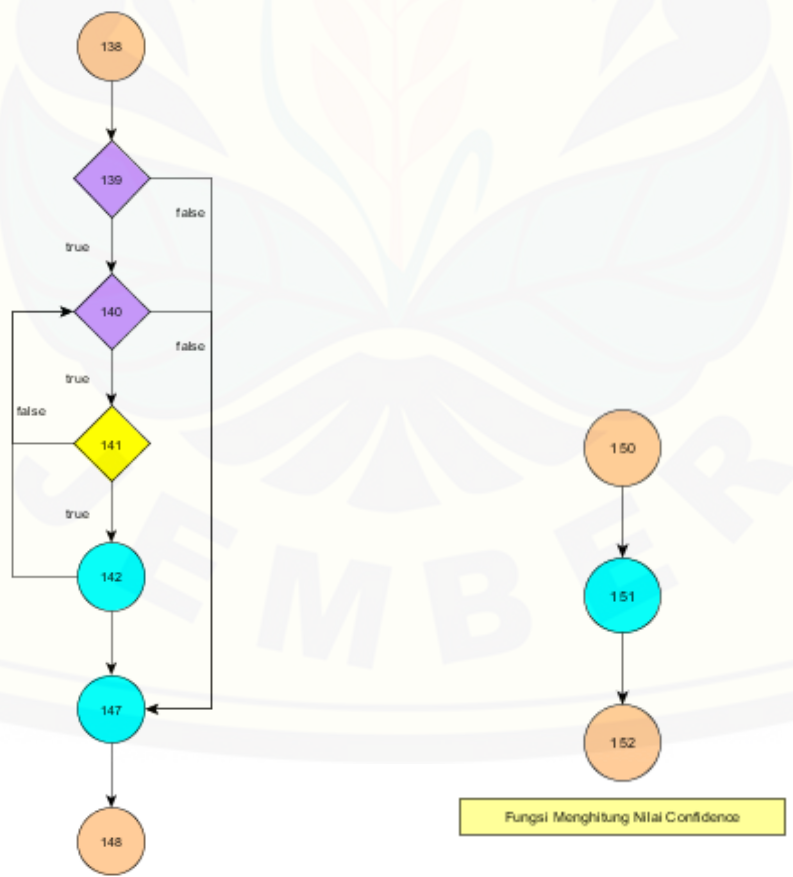 138
139
false
true
140
false
true
false
141
true
142
147
148
150
151
152
Fungsi Menghitung Nilai Confidence
JEMBER